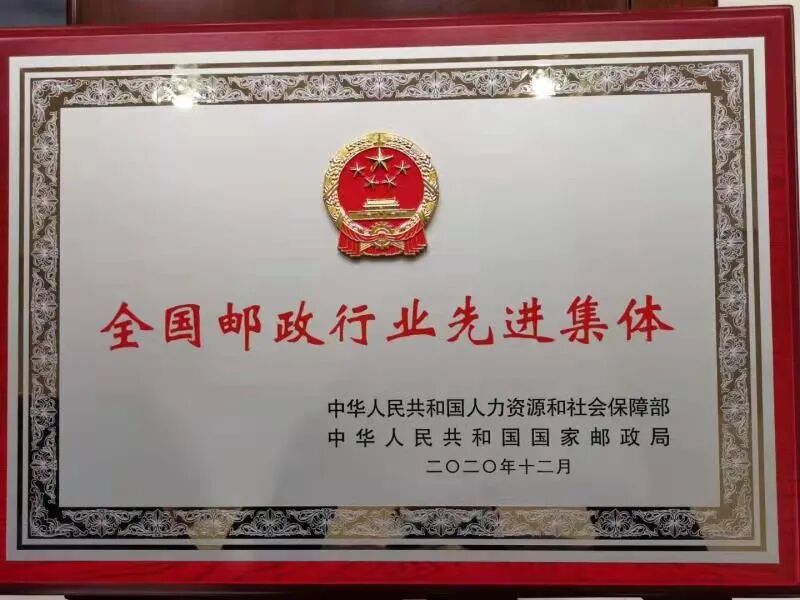 全国邮政行业先进集体
中华人民共和国人力资源和社会保障部
中华人民共和国国家邮政局
二〇二〇年十二月